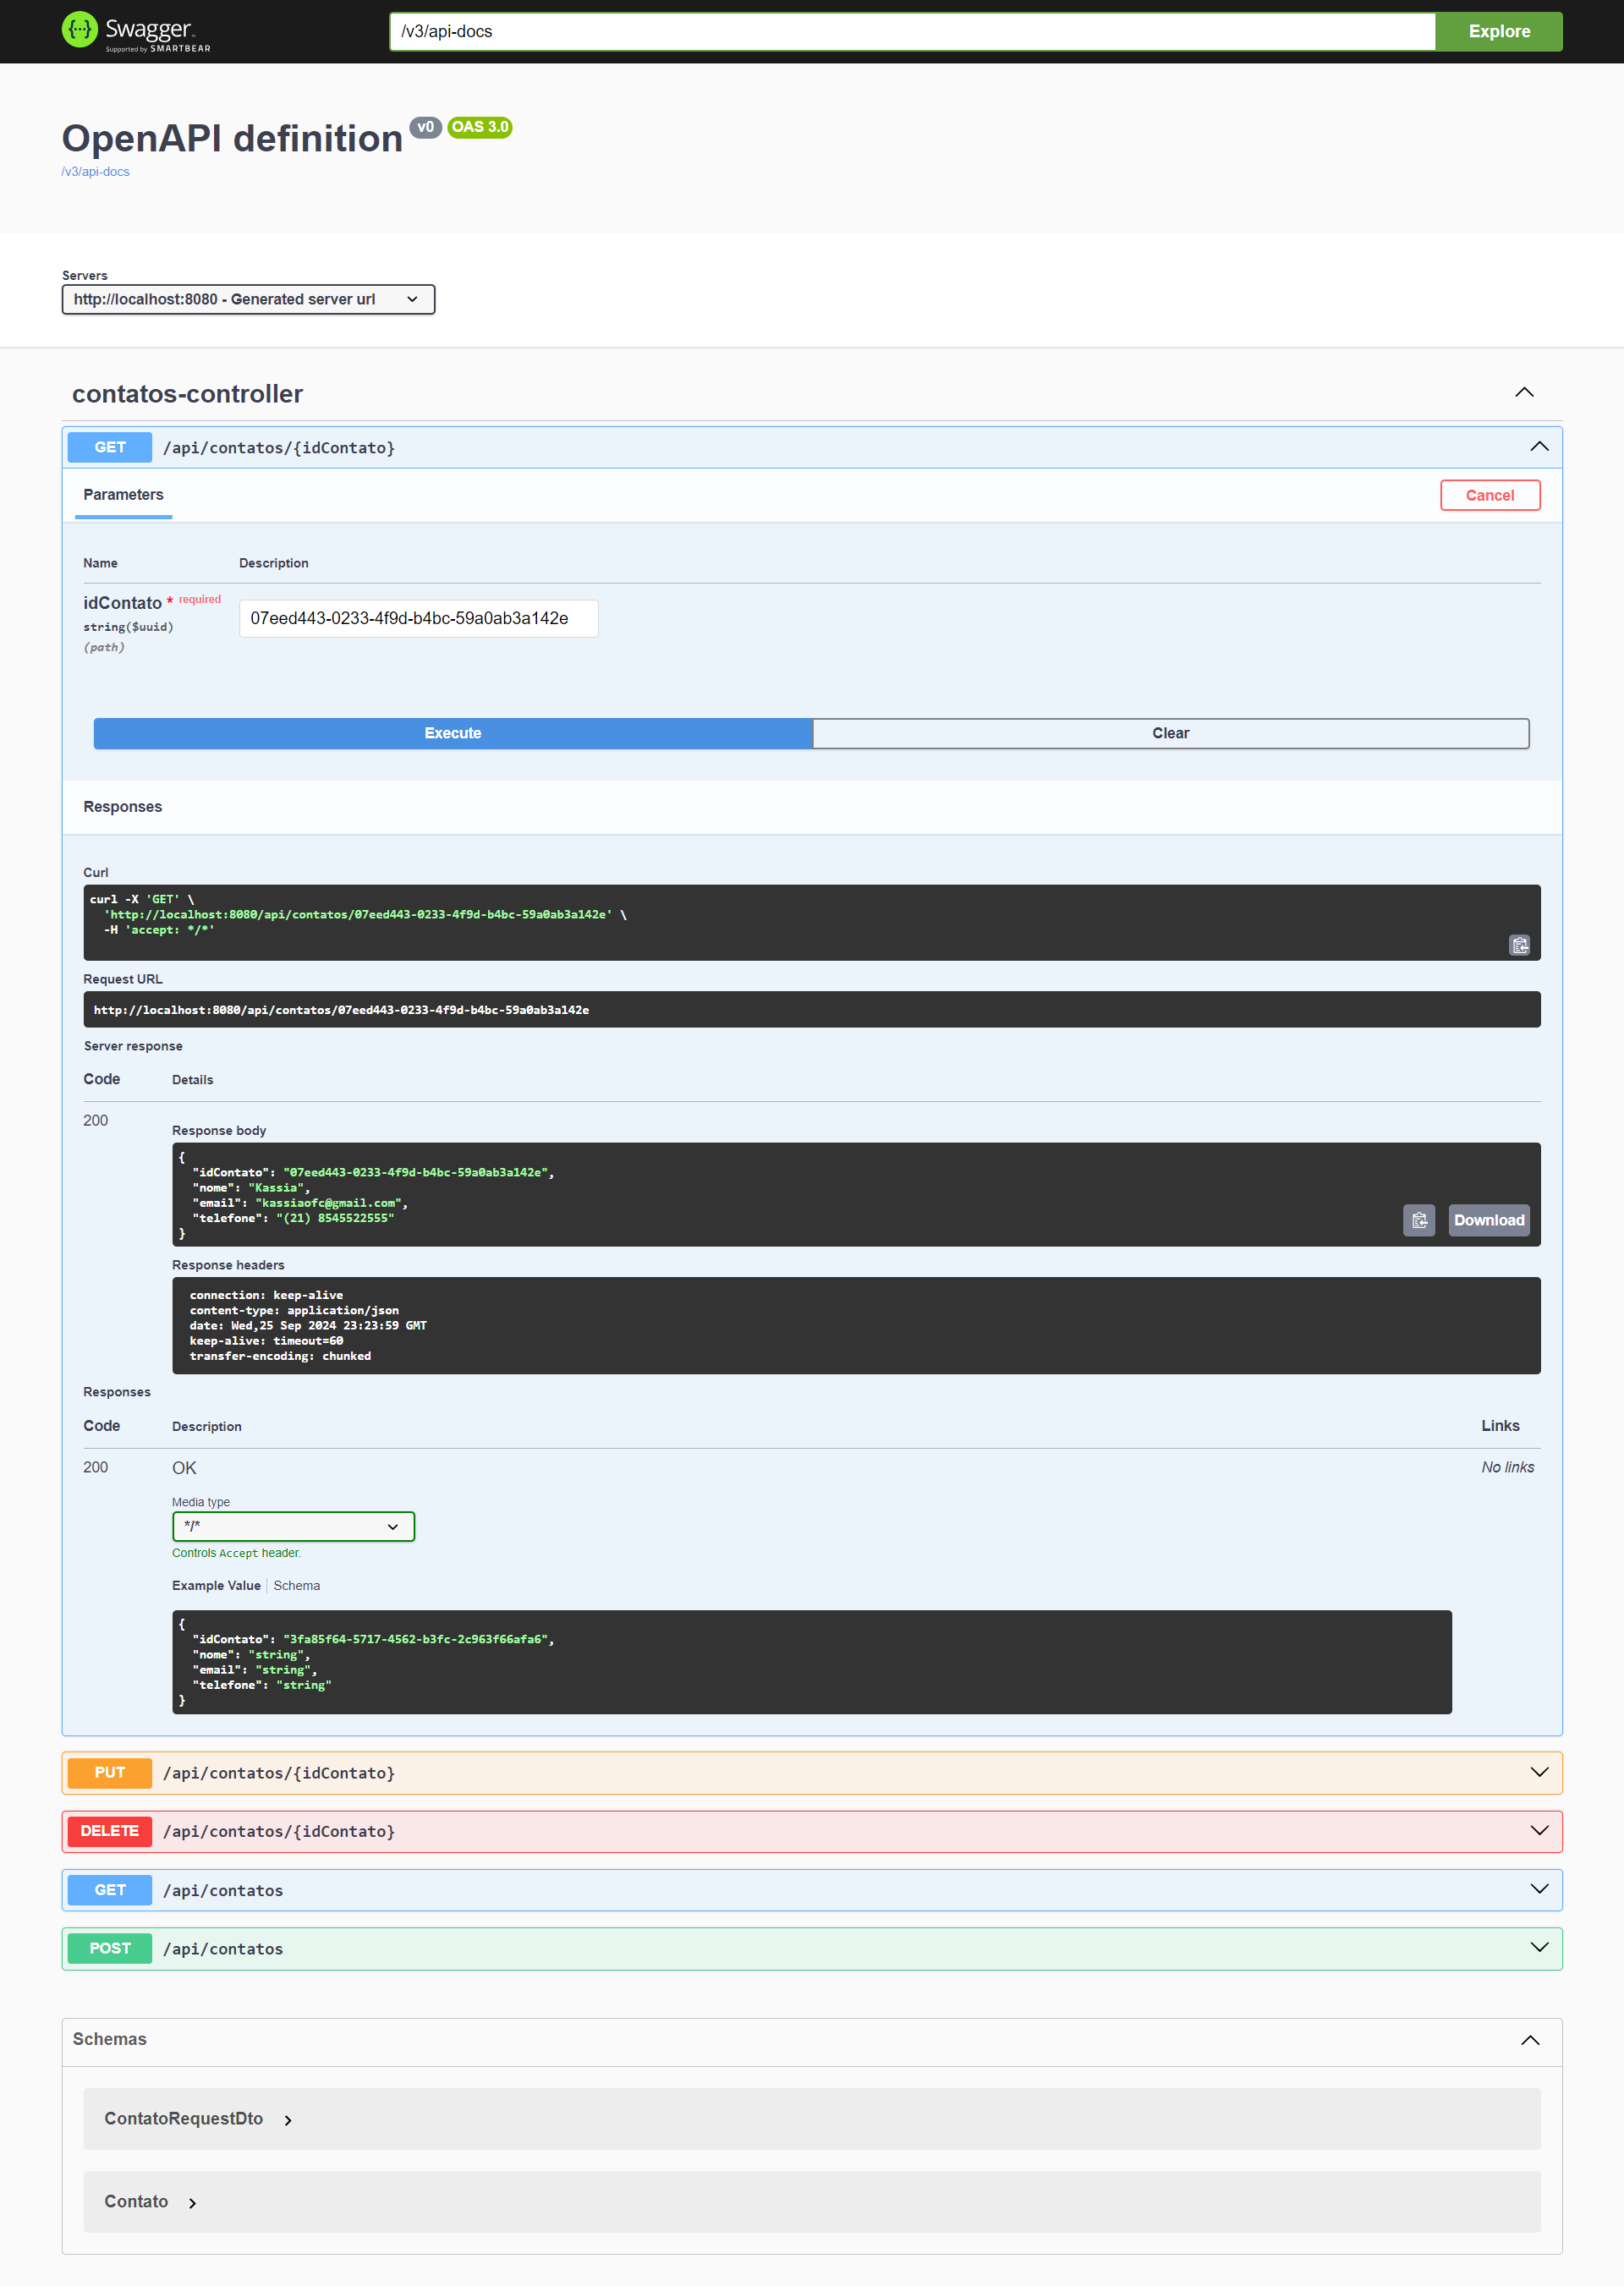 Swagger
Supported by SMARTBEAR
/v3/api-docs
Explore
OpenAPI definition v0 OAS 3.0
/v3/api-docs
Servers
http://localhost:8080 - Generated server url
contatos-controller
GET /api/contatos/{idContato}
Parameters
Cancel
Name Description
idContato * required
string($uuid)
(path)
07eed443-0233-4f9d-b4bc-59a0ab3a142e
Execute Clear
Responses
Curl
curl -X 'GET' \
'http://localhost:8080/api/contatos/07eed443-0233-4f9d-b4bc-59a0ab3a142e' \
-H 'accept: */*'
Request URL
http://localhost:8080/api/contatos/07eed443-0233-4f9d-b4bc-59a0ab3a142e
Server response
Code Details
200
Response body
{
"idContato": "07eed443-0233-4f9d-b4bc-59a0ab3a142e",
"nome": "Kassia",
"email": "kassiaofc@gmail.com",
"telefone": "(21) 8545522555"
}
Download
Response headers
connection: keep-alive
content-type: application/json
date: Wed,25 Sep 2024 23:23:59 GMT
keep-alive: timeout=60
transfer-encoding: chunked
Responses
Code Description Links
200 OK No links
Media type
*/*
Controls Accept header.
Example Value Schema
{
"idContato": "3fa85f64-5717-4562-b3fc-2c963f66afa6",
"nome": "string",
"email": "string",
"telefone": "string"
}
PUT /api/contatos/{idContato}
DELETE /api/contatos/{idContato}
GET /api/contatos
POST /api/contatos
Schemas
ContatoRequestDto
Contato